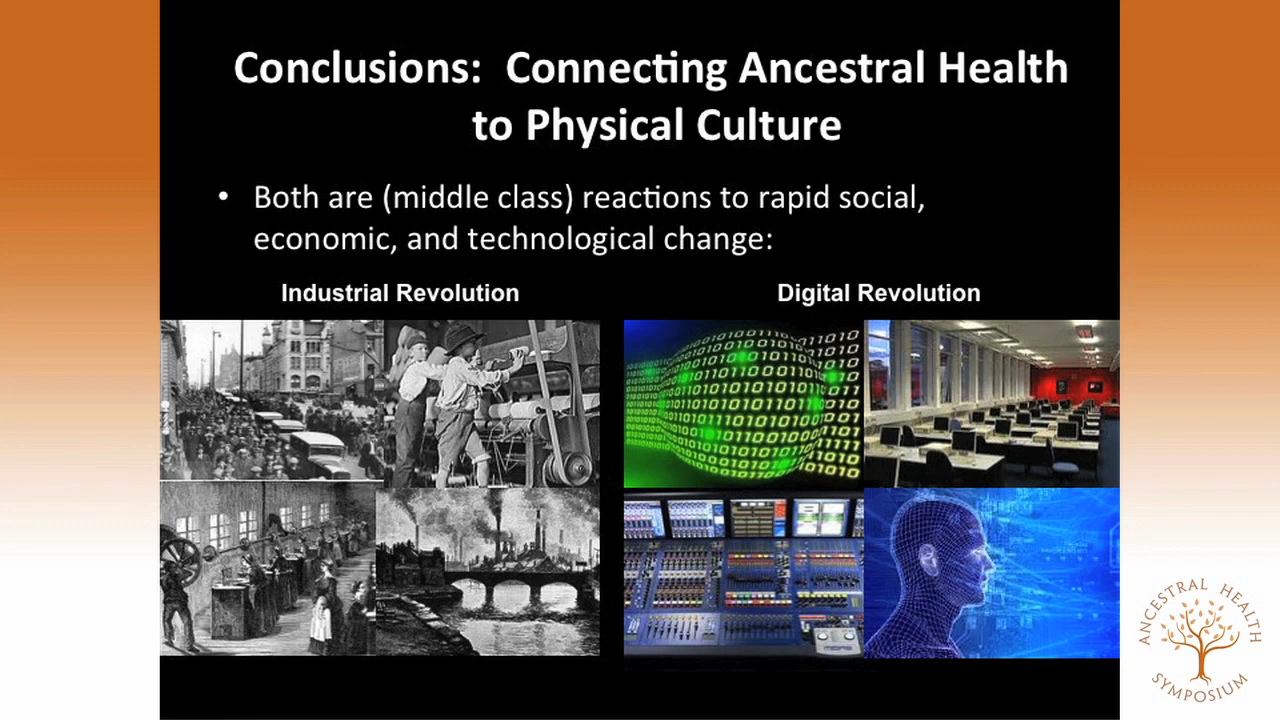 Conclusions: Connecting Ancestral Health
to Physical Culture
• Both are (middle class) reactions to rapid social,
economic, and technological change:
Industrial Revolution
Digital Revolution
ANCESTRAL HEALTH
SYMPOSIUM